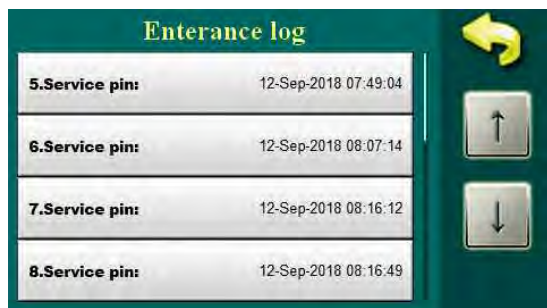 Enterance log
5.Service pin: 12-Sep-2018 07:49:04
6.Service pin: 12-Sep-2018 08:07:14
7.Service pin: 12-Sep-2018 08:16:12
8.Service pin: 12-Sep-2018 08:16:49